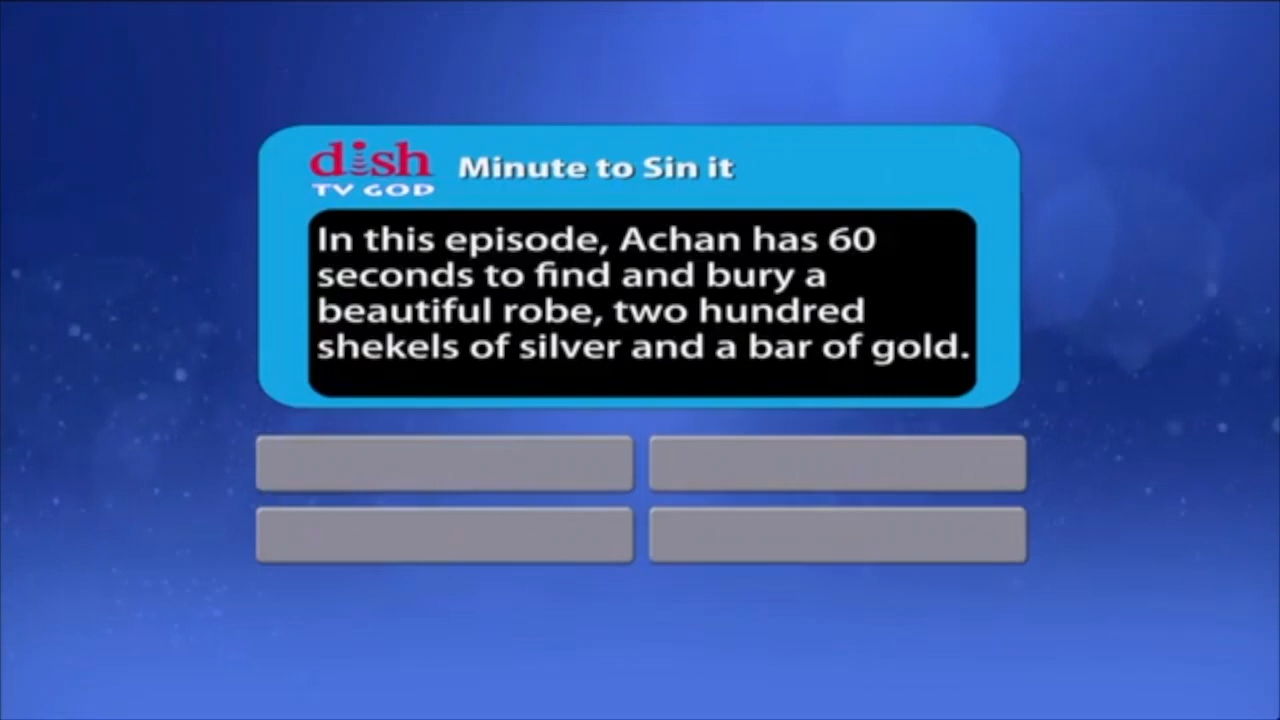 dish
TV GOD
Minute to Sin it
In this episode, Achan has 60
seconds to find and bury a
beautiful robe, two hundred
shekels of silver and a bar of gold.